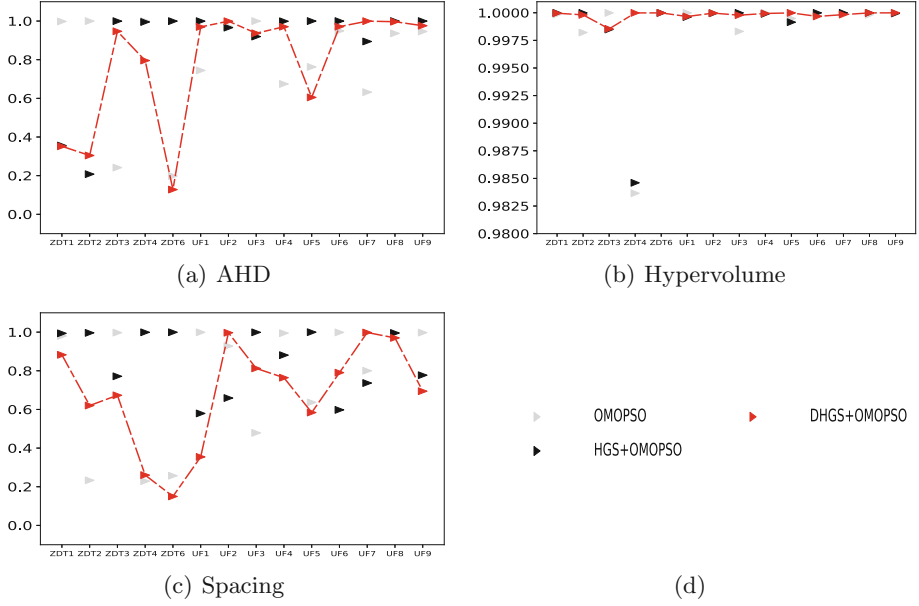 1.0
0.8
0.6
0.4
0.2
0.0
ZDT1 ZDT2 ZDT3 ZDT4 ZDT6 UF1 UF2 UF3 UF4 UF5 UF6 UF7 UF8 UF9
(a) AHD
1.0000
0.9975
0.9950
0.9925
0.9900
0.9875
0.9850
0.9825
0.9800
ZDT1 ZDT2 ZDT3 ZDT4 ZDT6 UF1 UF2 UF3 UF4 UF5 UF6 UF7 UF8 UF9
(b) Hypervolume
1.0
0.8
0.6
0.4
0.2
0.0
ZDT1 ZDT2 ZDT3 ZDT4 ZDT6 UF1 UF2 UF3 UF4 UF5 UF6 UF7 UF8 UF9
(c) Spacing
OMOPSO
HGS+OMOPSO
DHGS+OMOPSO
(d)